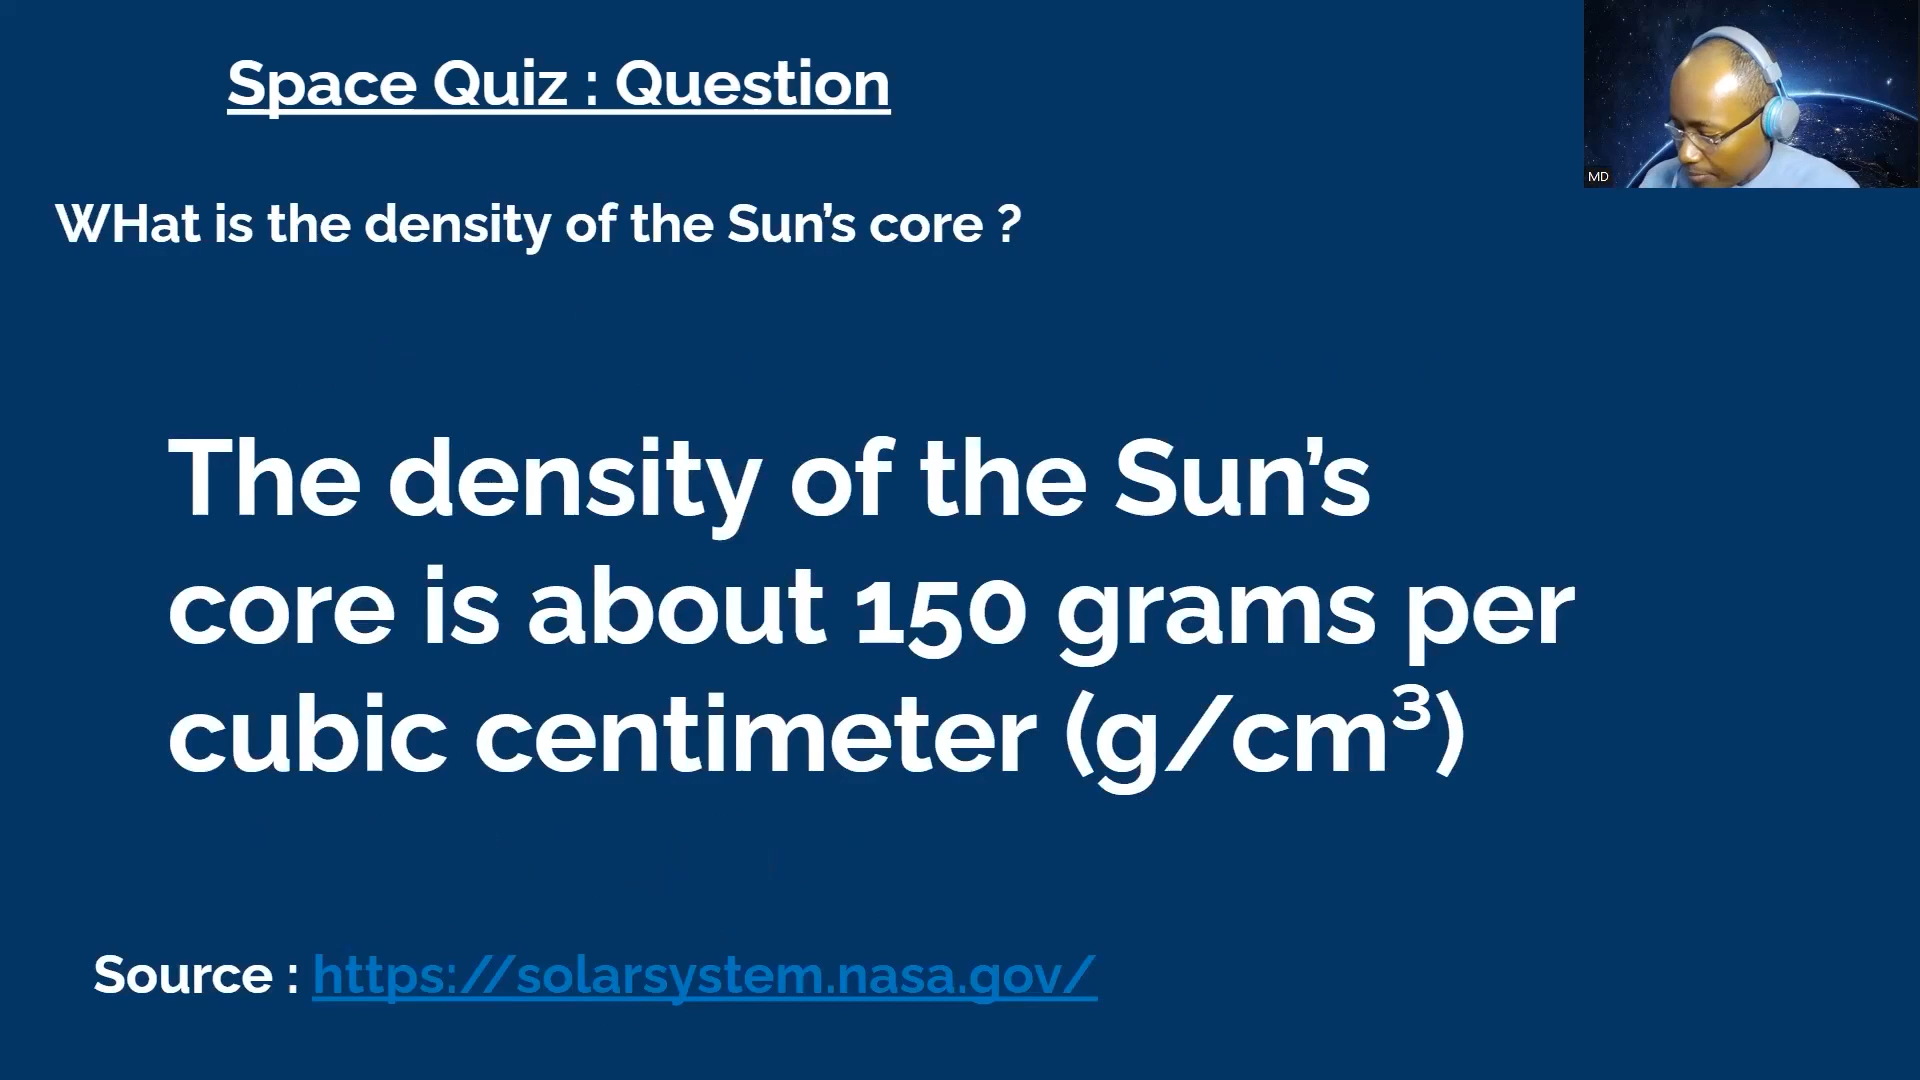 Space Quiz : Question
MD
WHat is the density of the Sun’s core ?
The density of the Sun’s
core is about 150 grams per
cubic centimeter (g/cm³)
Source : https://solarsystem.nasa.gov/